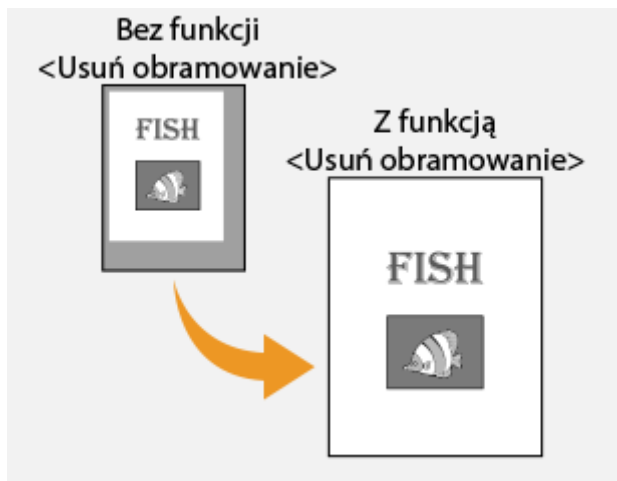 Bez funkcji
<Usuń obramowanie>
FISH
Z funkcją
<Usuń obramowanie>
FISH